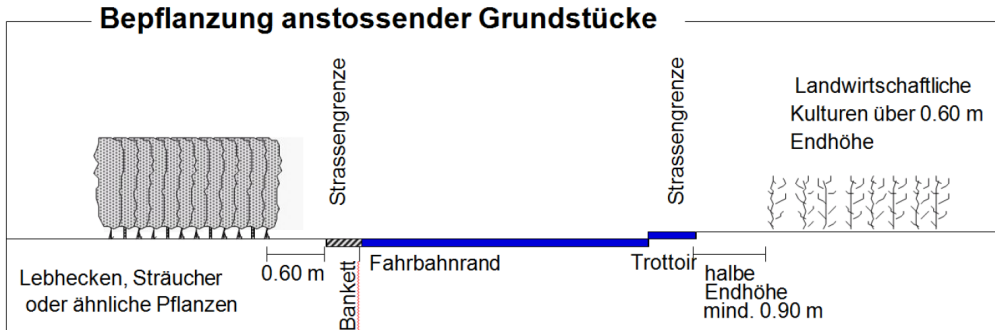 Bepflanzung anstossender Grundstücke
Strassengrenze
Strassengrenze
Landwirtschaftliche
Kulturen über 0.60 m
Endhöhe
Lebhecken, Sträucher
oder ähnliche Pflanzen
0.60 m
Bankett
Fahrbahnrand
Trottoir
halbe
Endhöhe
mind. 0.90 m